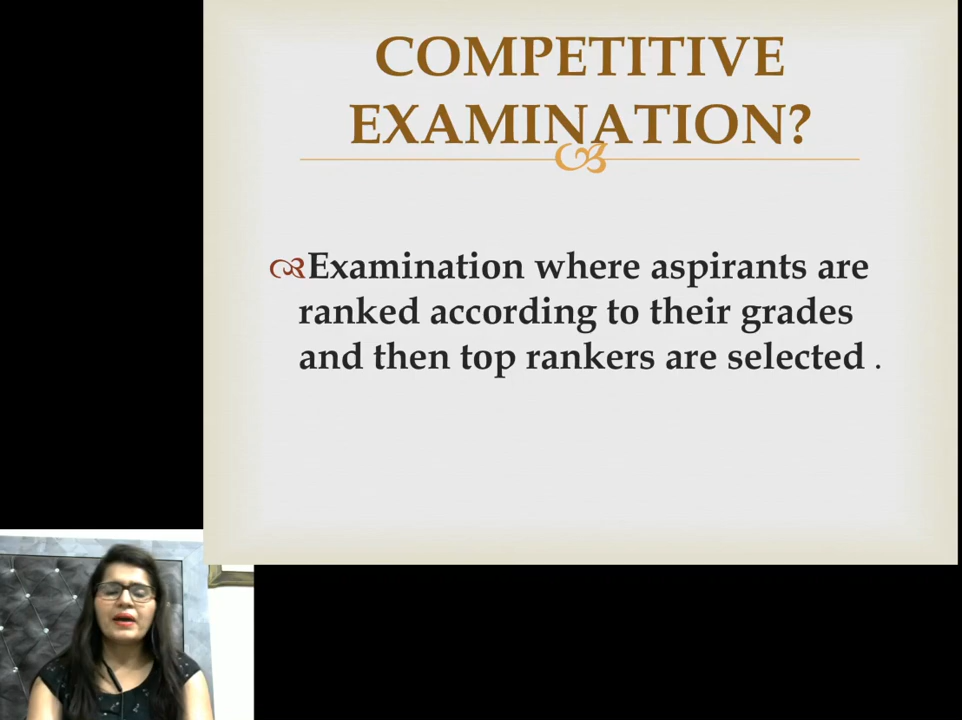 COMPETITIVE
EXAMINATION?
Examination where aspirants are
ranked according to their grades
and then top rankers are selected .